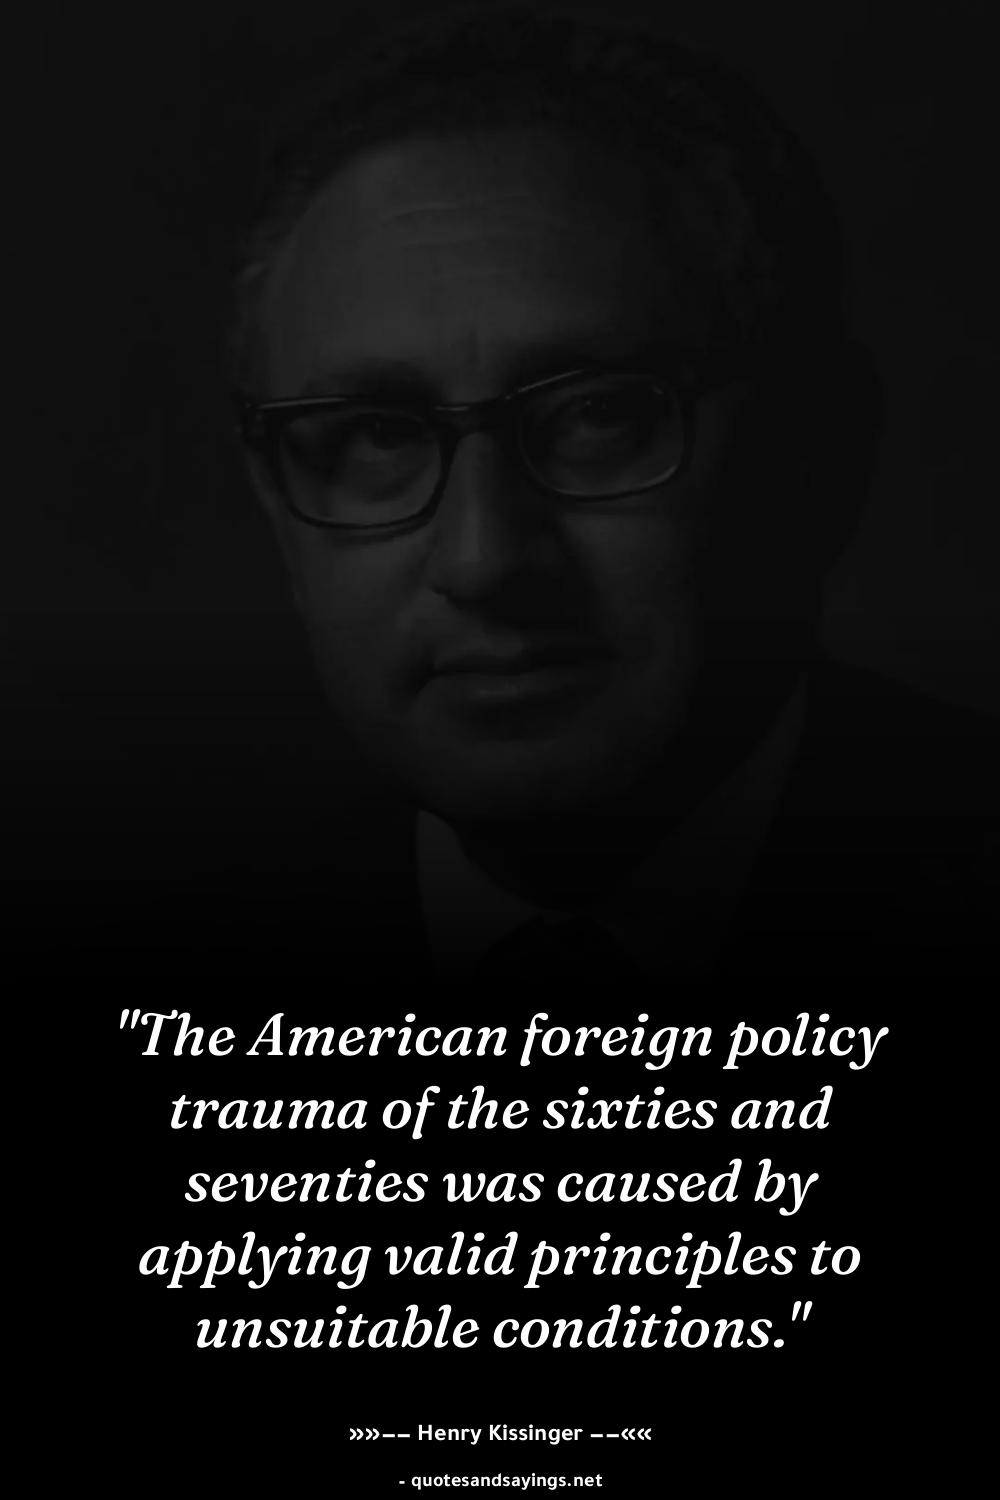 "The American foreign policy
trauma of the sixties and
seventies was caused by
applying valid principles to
unsuitable conditions."
»»−− Henry Kissinger −−««
- quotesandsayings.net